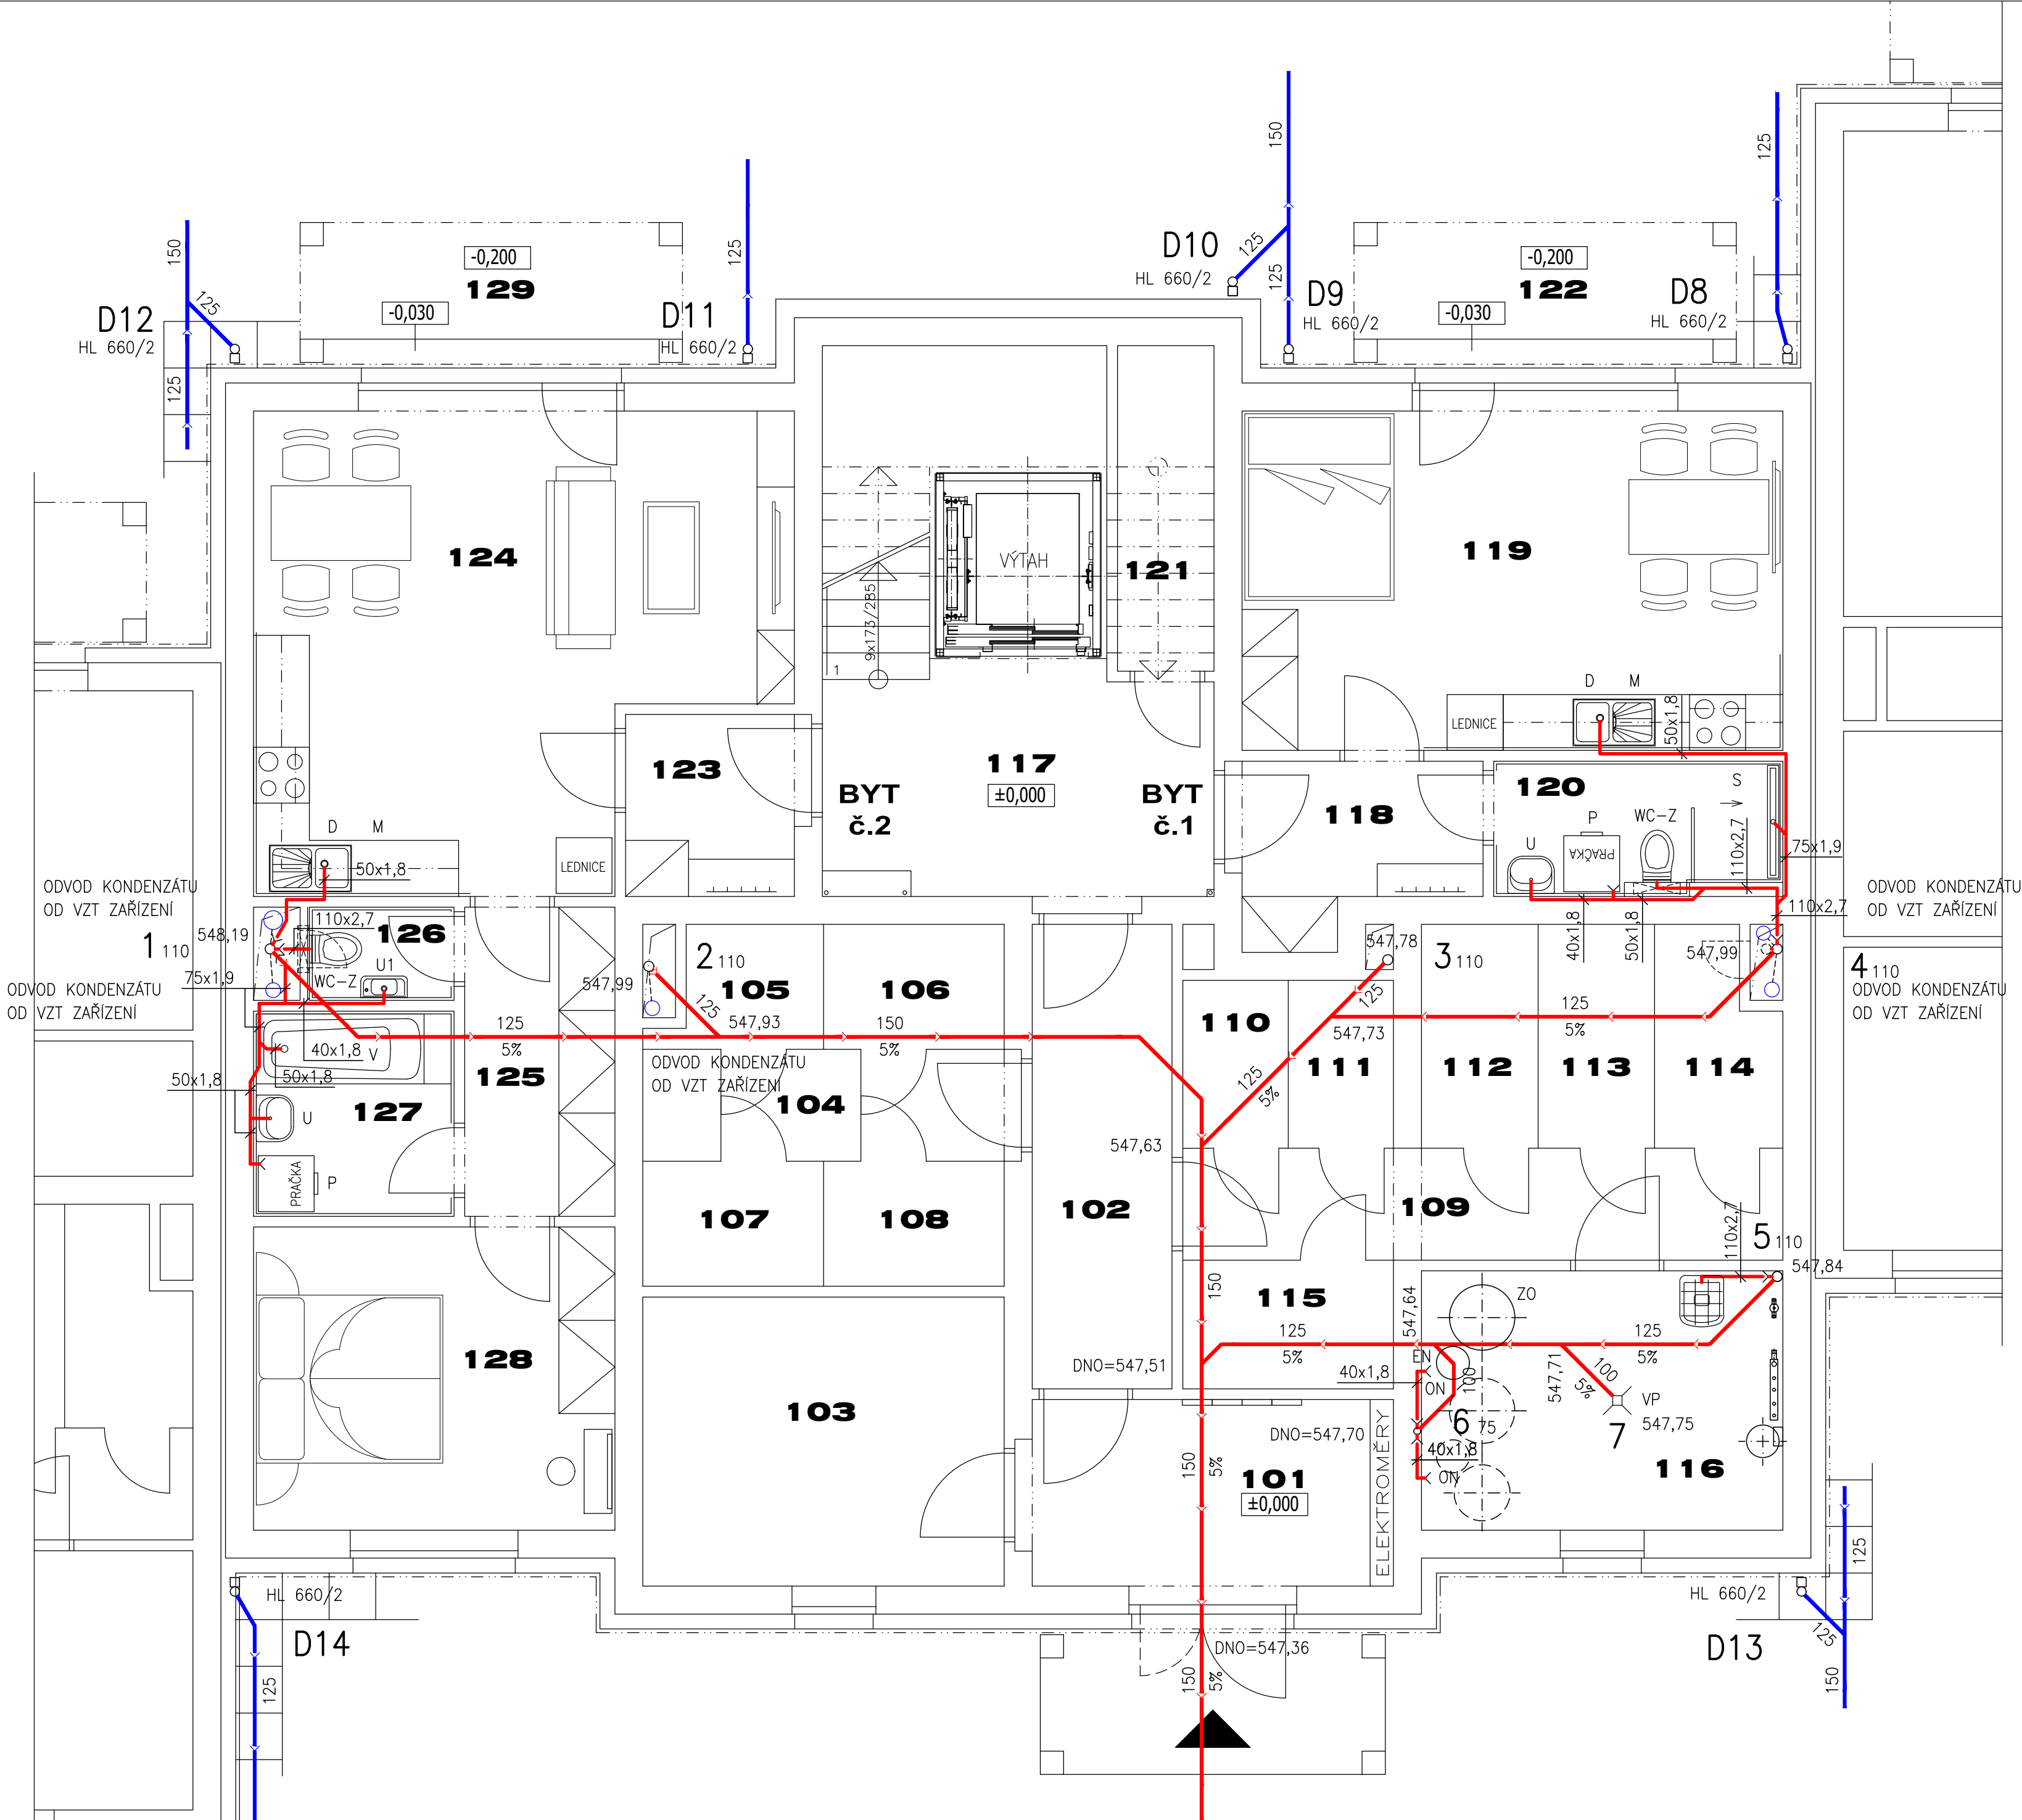 150
125
D10
HL 660/2
125
125
D9
HL 660/2
125
D8
HL 660/2
-0,200
122
-0,030
150
125
D12
HL 660/2
125
-0,200
129
-0,030
125
D11
HL 660/2
124
VÝTAH
121
119
9x173/285
1
D M
50x1,8
LEDNICE
123
117
±0,000
BYT
č.2
BYT
č.1
118
120
S
P
WC-Z
U
PRAČKA
110x2,7
75x1,9
D M
50x1,8
LEDNICE
ODVOD KONDENZÁTU
OD VZT ZAŘÍZENÍ
ODVOD KONDENZÁTU
OD VZT ZAŘÍZENÍ
110x2,7
40x1,8
50x1,8
1 110
548,19
110x2,7
126
U1
WC-Z
75x1,9
ODVOD KONDENZÁTU
OD VZT ZAŘÍZENÍ
2 110
547,99
105
106
125
547,93
547,78
3 110
547,99
4 110
ODVOD KONDENZÁTU
OD VZT ZAŘÍZENÍ
125
5%
150
5%
125
547,73
125
5%
110
111
112
113
114
125
5%
40x1,8
V
50x1,8
50x1,8
125
127
U
ODVOD KONDENZÁTU
OD VZT ZAŘÍZENÍ
104
547,63
PRAČKA
P
107
108
102
109
110x2,7
5 110
547,84
150
115
547,64
ZO
128
125
5%
125
5%
DNO=547,51
EN
40x1,8
ON
100
547,71
100
5%
VP
547,75
103
6 75
7
DNO=547,70
40x1,8
ON
101
±0,000
150
5%
ELEKTROMĚRY
116
125
HL 660/2
D14
125
DNO=547,36
150
5%
HL 660/2
D13
125
150